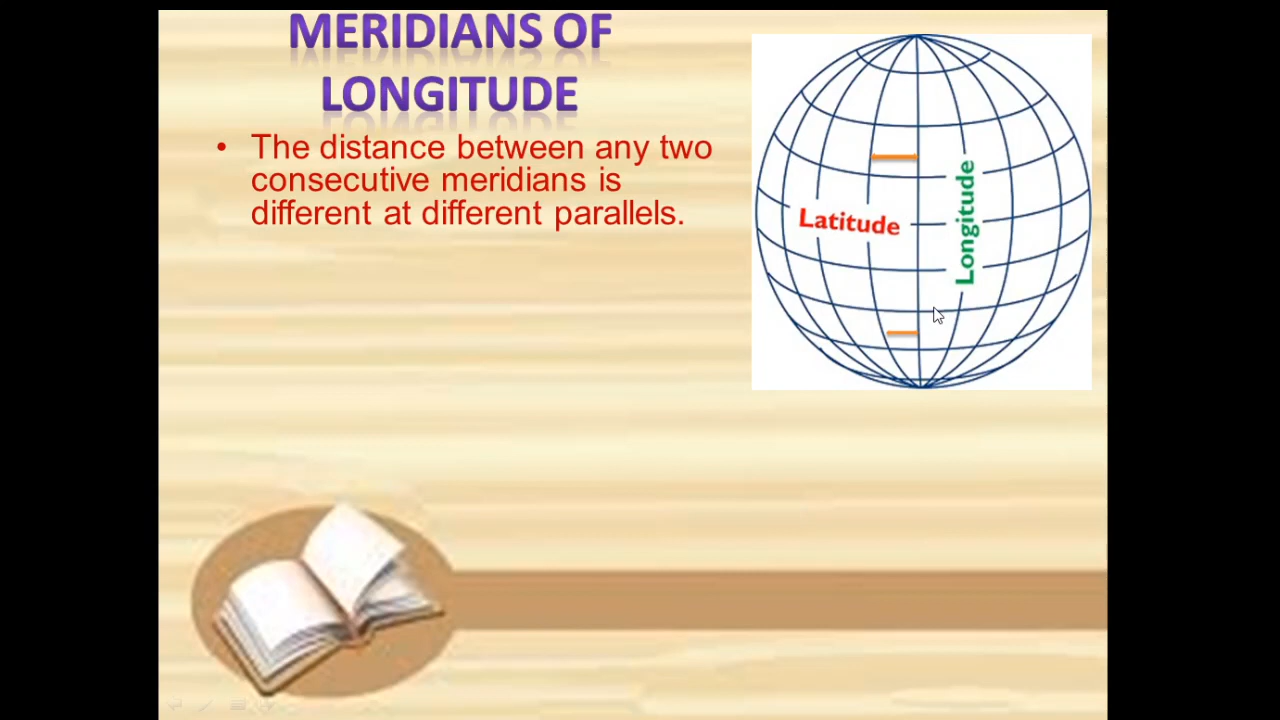 MERIDIANS OF
LONGITUDE
• The distance between any two
consecutive meridians is
different at different parallels.
Latitude
Longitude